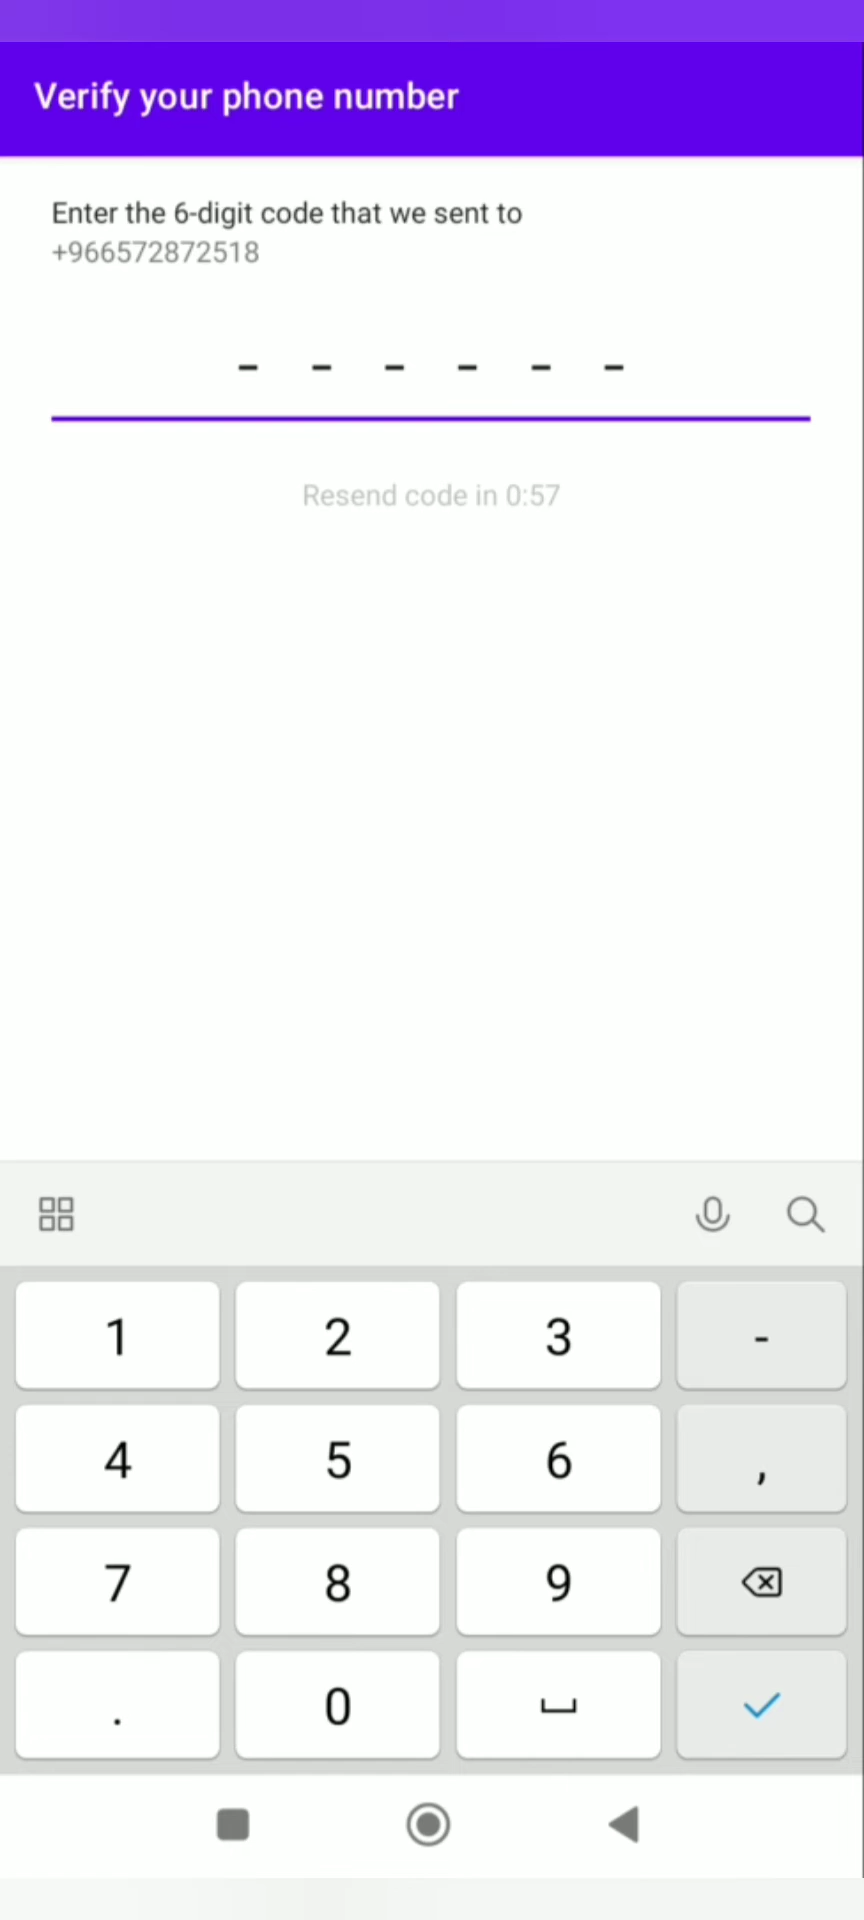 Verify your phone number
Enter the 6-digit code that we sent to
+966572872518
- - - - - -
Resend code in 0:57
1 2 3 -
4 5 6 ,
7 8 9
. 0